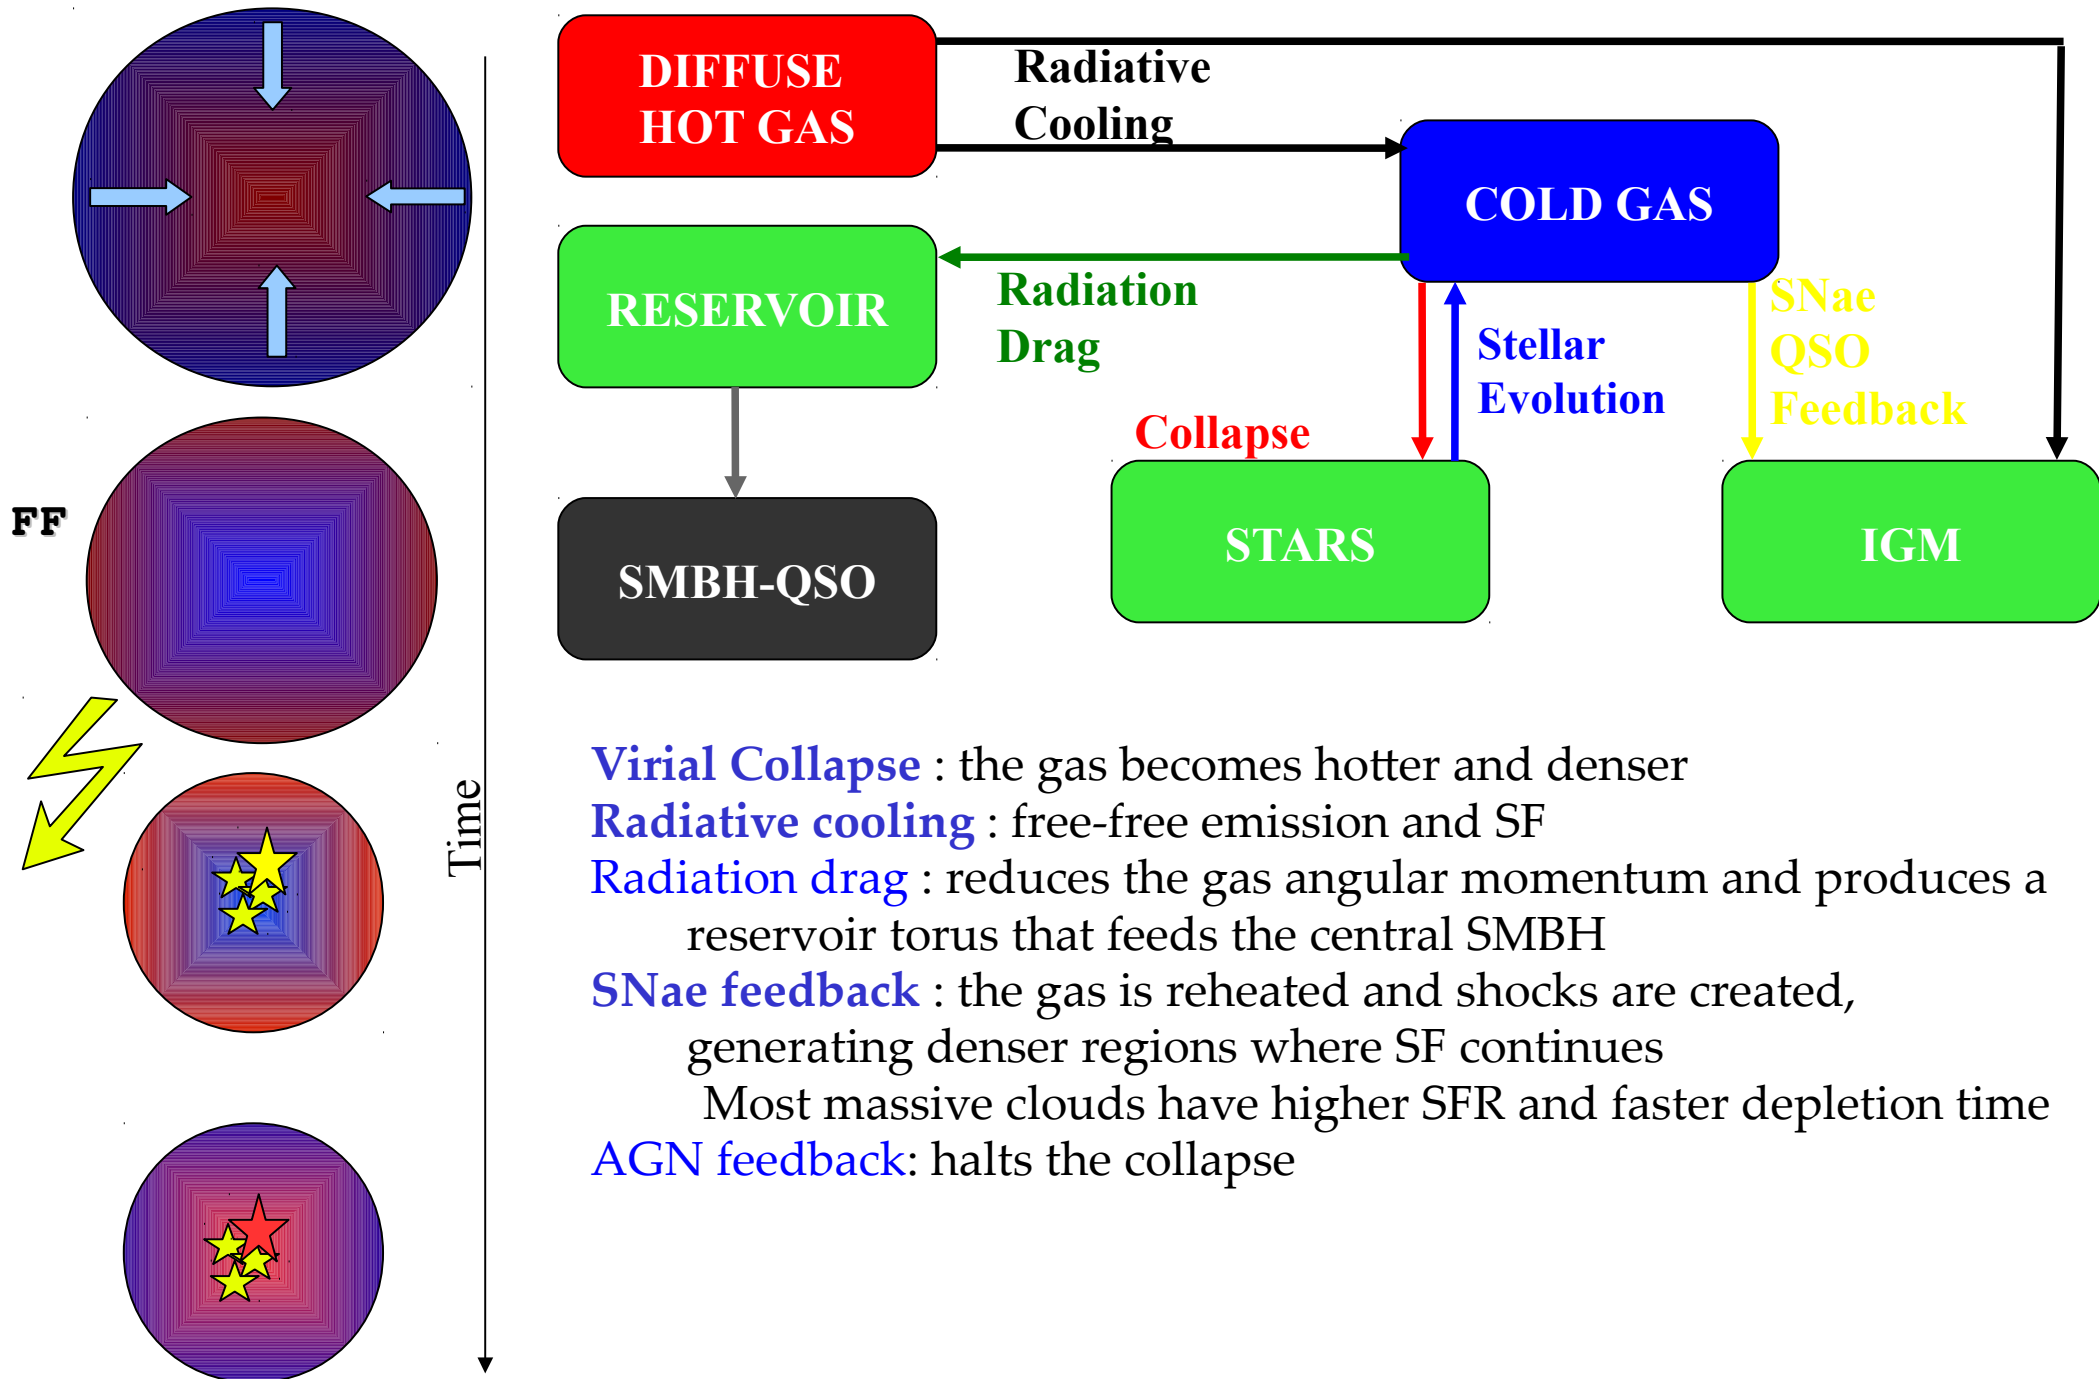 DIFFUSE
HOT GAS
Radiative
Cooling
COLD GAS
RESERVOIR
Radiation
Drag
Stellar
Evolution
SNae
QSO
Feedback
Collapse
FF
SMBH-QSO
STARS
IGM
Time
Virial Collapse : the gas becomes hotter and denser
Radiative cooling : free-free emission and SF
Radiation drag : reduces the gas angular momentum and produces a
reservoir torus that feeds the central SMBH
SNae feedback : the gas is reheated and shocks are created,
generating denser regions where SF continues
Most massive clouds have higher SFR and faster depletion time
AGN feedback: halts the collapse